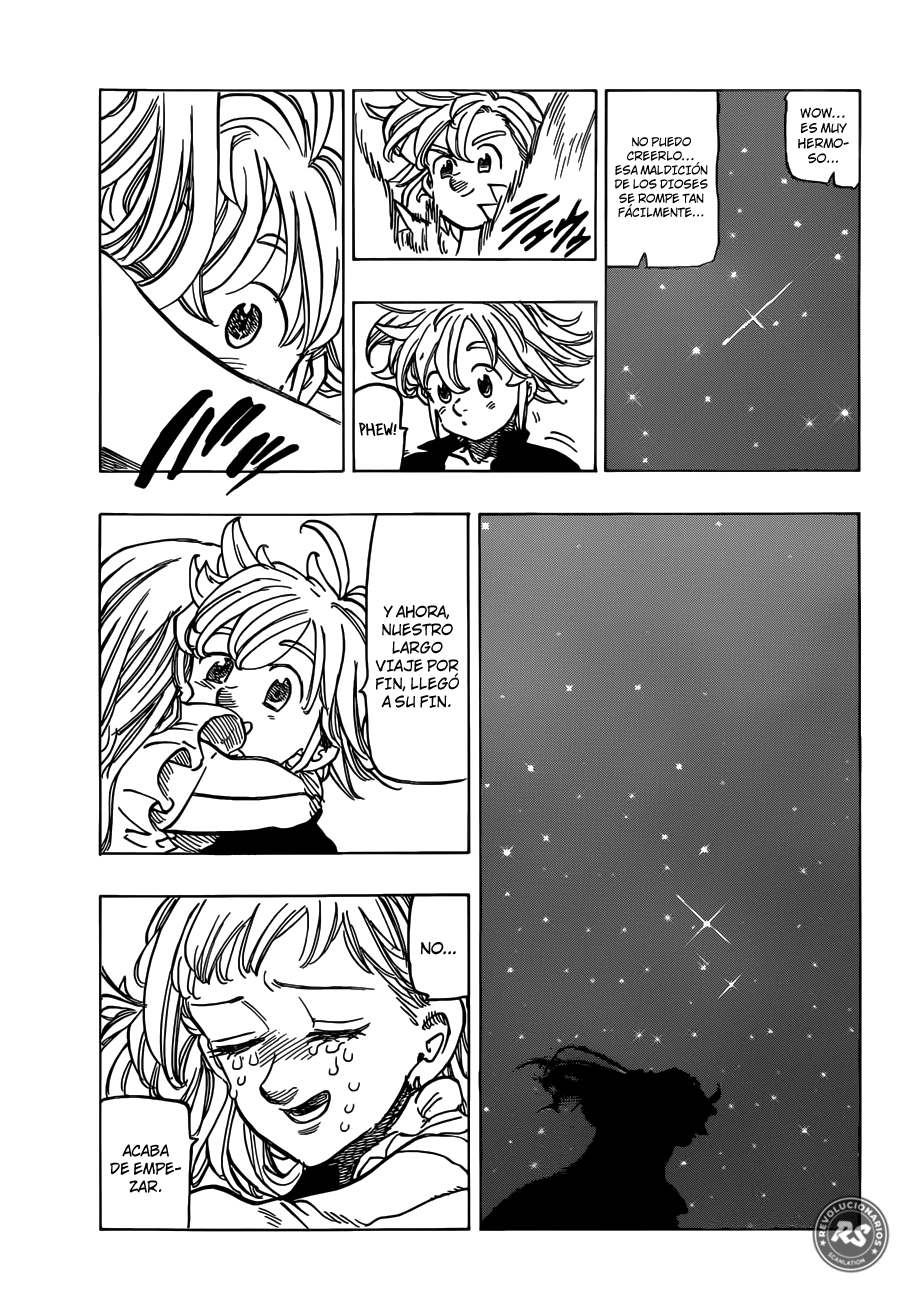 WOW...
ES MUY
HERMO-
SO...
NO PUEDO
CREERLO...
ESA MALDICIÓN
DE LOS DIOSES
SE ROMPE TAN
FÁCILMENTE...
PHEW!
Y AHORA,
NUESTRO
LARGO
VIAJE POR
FIN, LLEGÓ
A SU FIN.
NO...
ACABA
DE EMPE-
ZAR.
REVOLUCIONARIOS
RS
SCANLATION